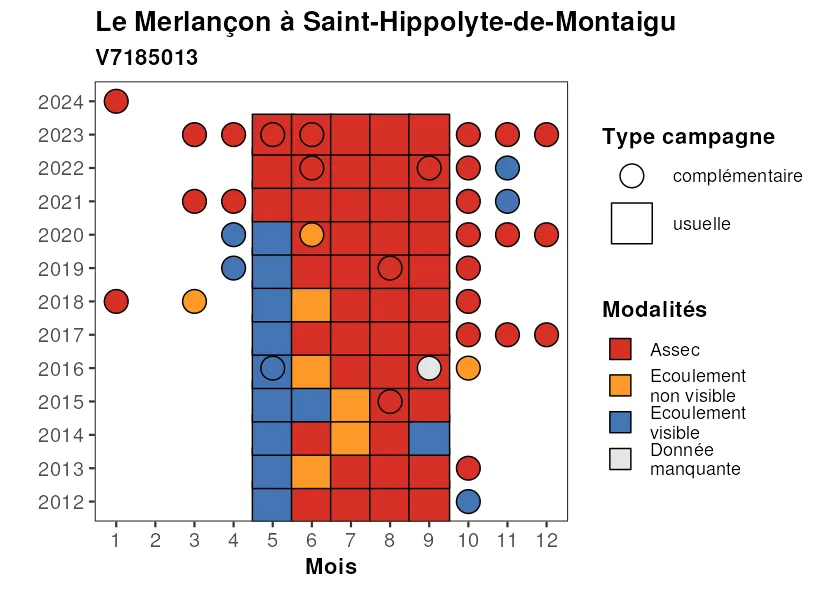 Le Merlançon à Saint-Hippolyte-de-Montaigu
V7185013
2024
2023
2022
2021
2020
2019
2018
2017
2016
2015
2014
2013
2012
1 2 3 4 5 6 7 8 9 10 11 12
Mois
Type campagne
complémentaire
usuelle
Modalités
Assec
Ecoulement
non visible
Ecoulement
visible
Donnée
manquante